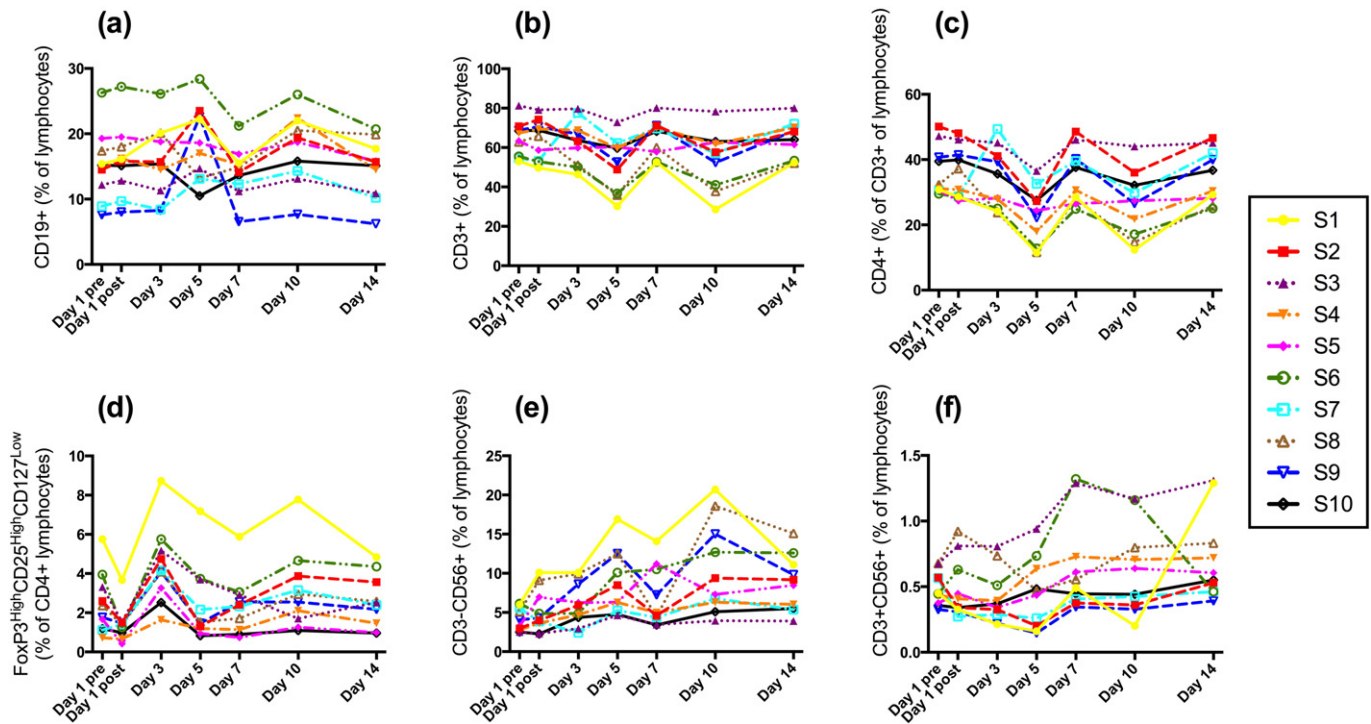 (a)
CD19+ (% of lymphocytes)
30
20
10
0
Day 1 pre
Day 1 post
Day 3
Day 5
Day 7
Day 10
Day 14
(b)
CD3+ (% of lymphocytes)
100
80
60
40
20
0
Day 1 pre
Day 1 post
Day 3
Day 5
Day 7
Day 10
Day 14
(c)
CD4+ (% of CD3+ of lymphocytes)
60
40
20
0
Day 1 pre
Day 1 post
Day 3
Day 5
Day 7
Day 10
Day 14
(d)
FoxP3HighCD25HighCD127Low
(% of CD4+ lymphocytes)
10
8
6
4
2
0
Day 1 pre
Day 1 post
Day 3
Day 5
Day 7
Day 10
Day 14
(e)
CD3-CD56+ (% of lymphocytes)
25
20
15
10
5
0
Day 1 pre
Day 1 post
Day 3
Day 5
Day 7
Day 10
Day 14
(f)
CD3+CD56+ (% of lymphocytes)
1.5
1.0
0.5
0.0
Day 1 pre
Day 1 post
Day 3
Day 5
Day 7
Day 10
Day 14
S1
S2
S3
S4
S5
S6
S7
S8
S9
S10